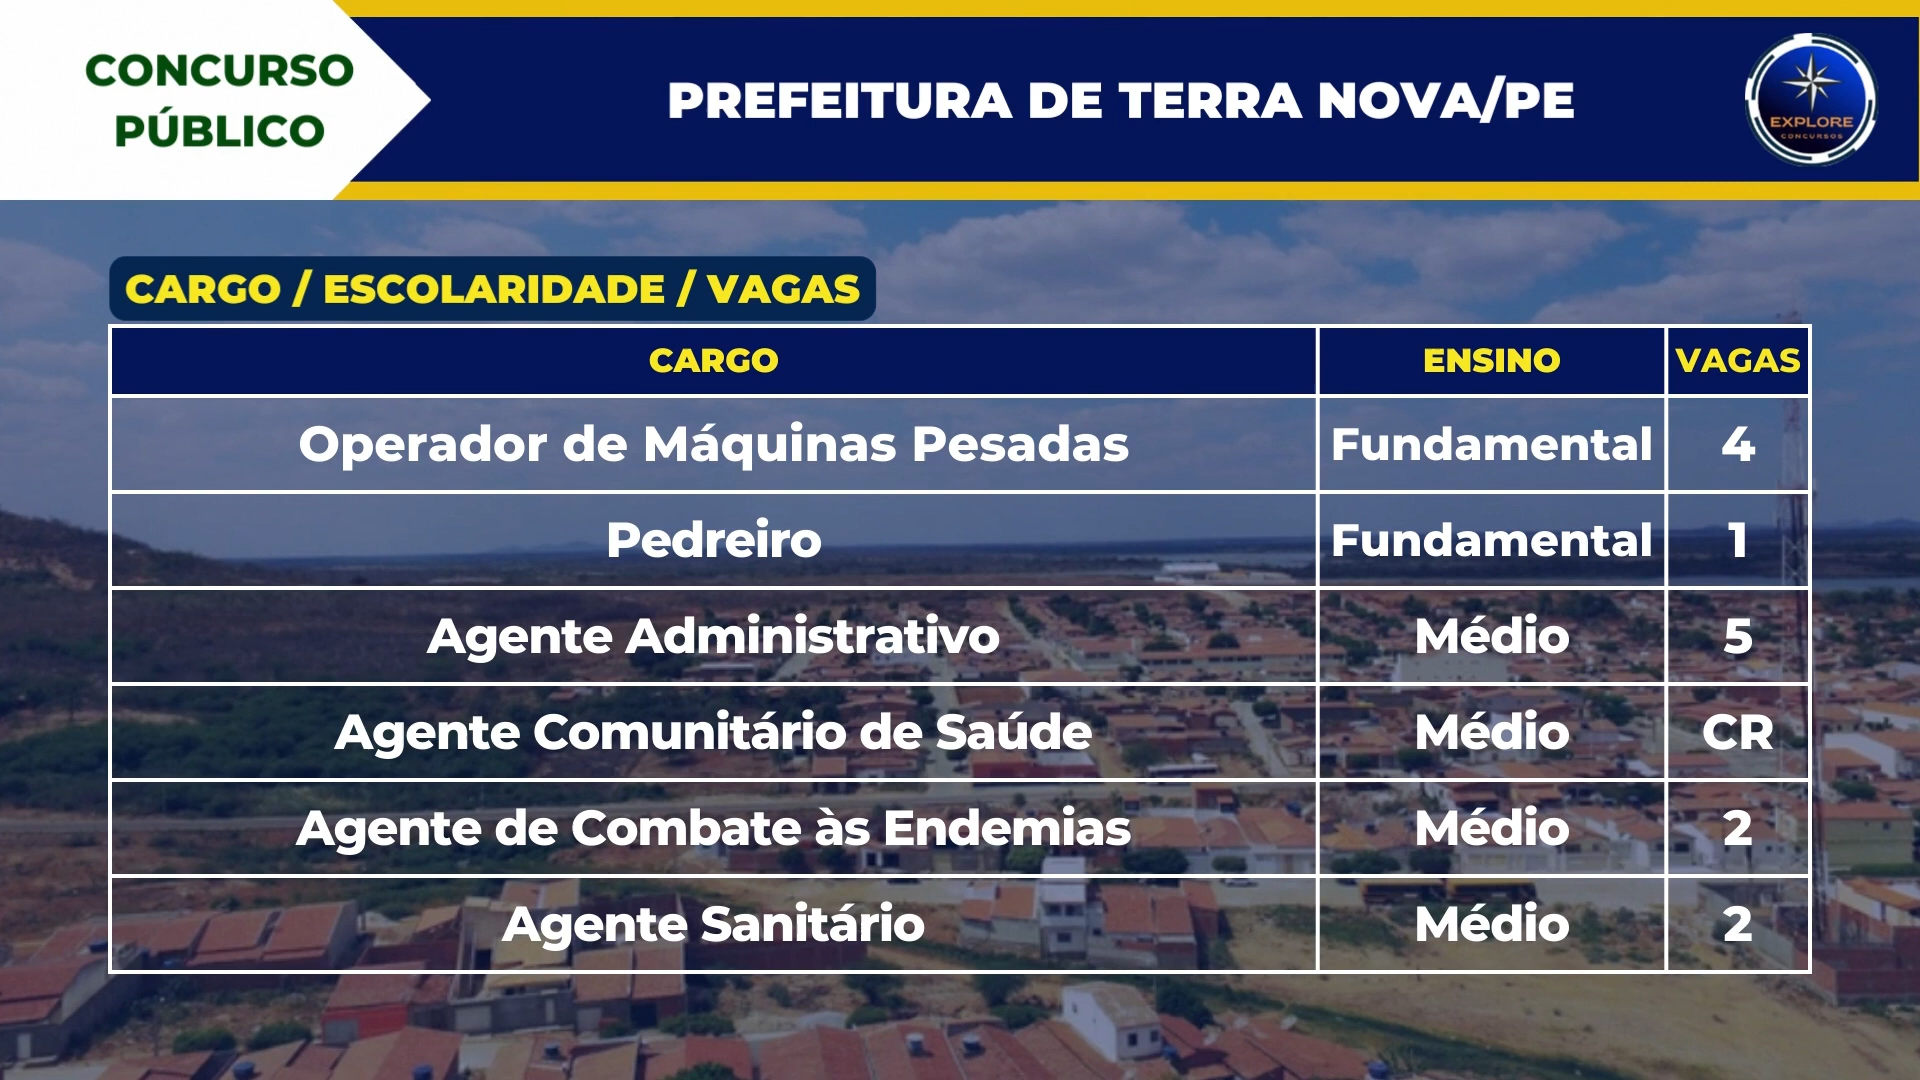 CONCURSO
PÚBLICO
PREFEITURA DE TERRA NOVA/PE
EXPLORE
CONCURSOS
CARGO / ESCOLARIDADE / VAGAS
CARGO ENSINO VAGAS
Operador de Máquinas Pesadas Fundamental 4
Pedreiro Fundamental 1
Agente Administrativo Médio 5
Agente Comunitário de Saúde Médio CR
Agente de Combate às Endemias Médio 2
Agente Sanitário Médio 2